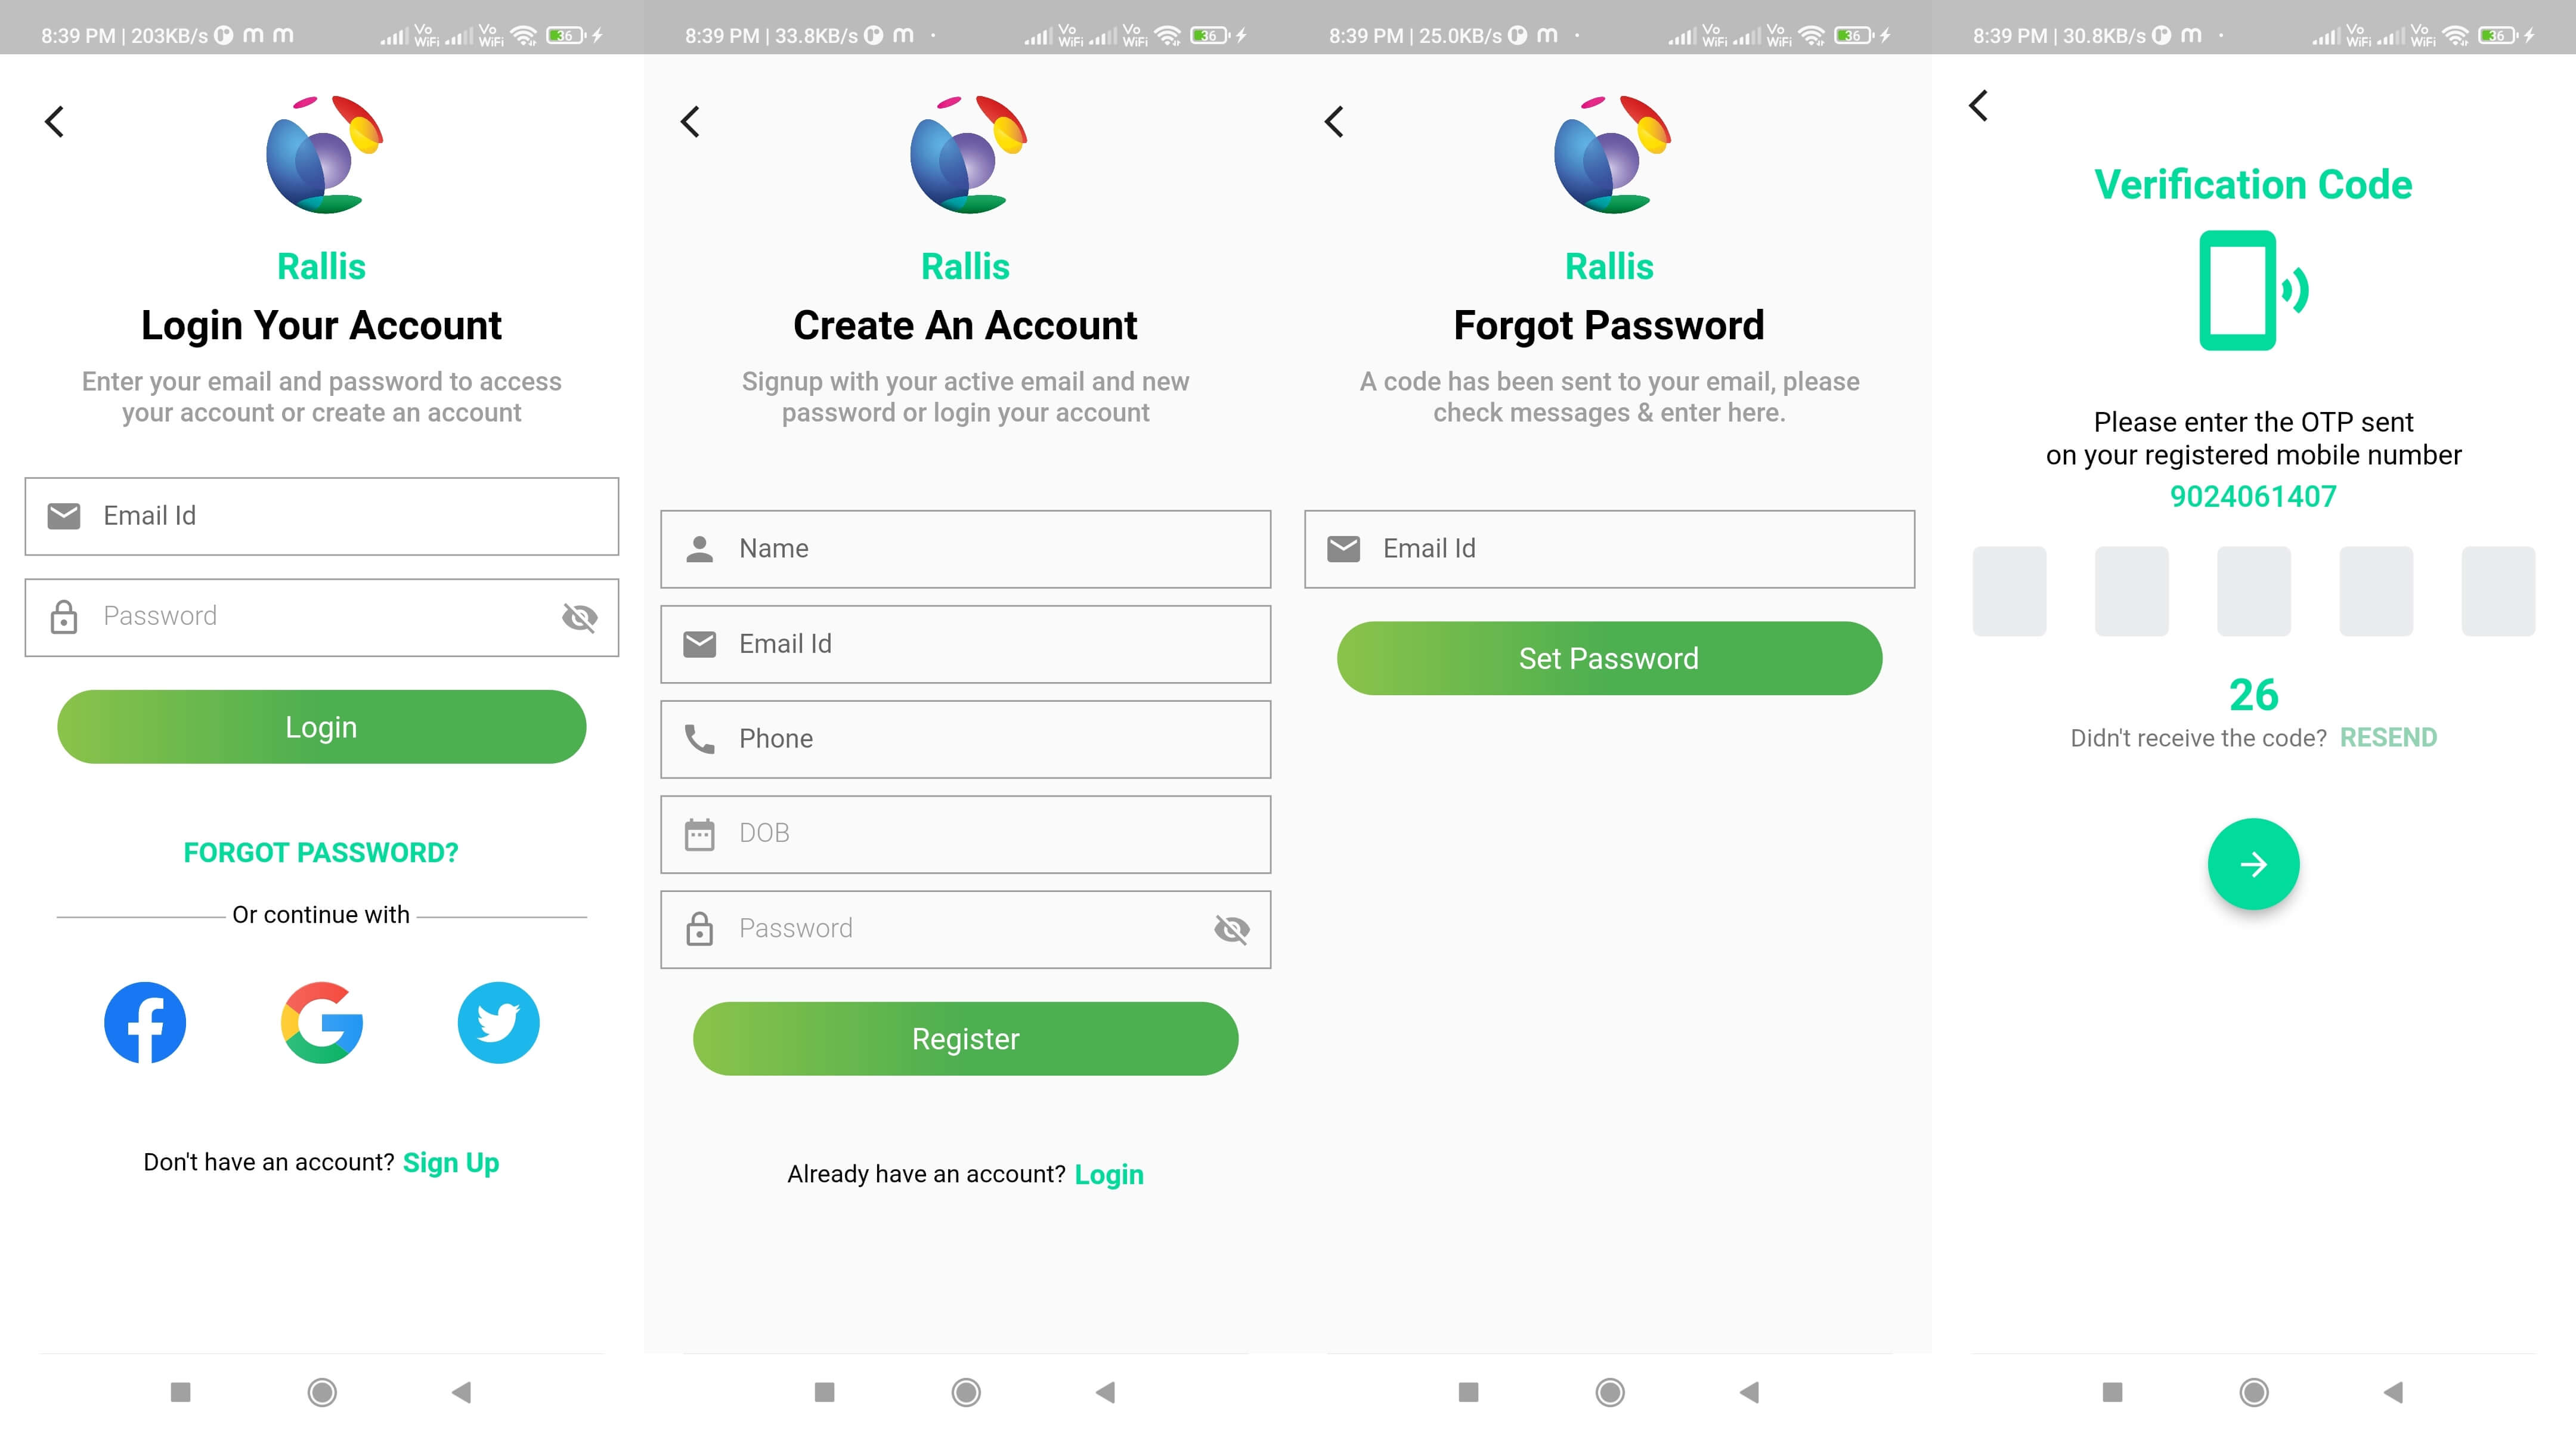 8:39 PM | 203KB/s
Vo WiFi
Vo WiFi
36
Rallis
Login Your Account
Enter your email and password to access
your account or create an account
Email Id
Password
Login
FORGOT PASSWORD?
Or continue with
Don't have an account? Sign Up
8:39 PM | 33.8KB/s
Vo WiFi
Vo WiFi
36
Rallis
Create An Account
Signup with your active email and new
password or login your account
Name
Email Id
Phone
DOB
Password
Register
Already have an account? Login
8:39 PM | 25.0KB/s
Vo WiFi
Vo WiFi
36
Rallis
Forgot Password
A code has been sent to your email, please
check messages & enter here.
Email Id
Set Password
8:39 PM | 30.8KB/s
Vo WiFi
Vo WiFi
36
Verification Code
Please enter the OTP sent
on your registered mobile number
9024061407
26
Didn't receive the code? RESEND